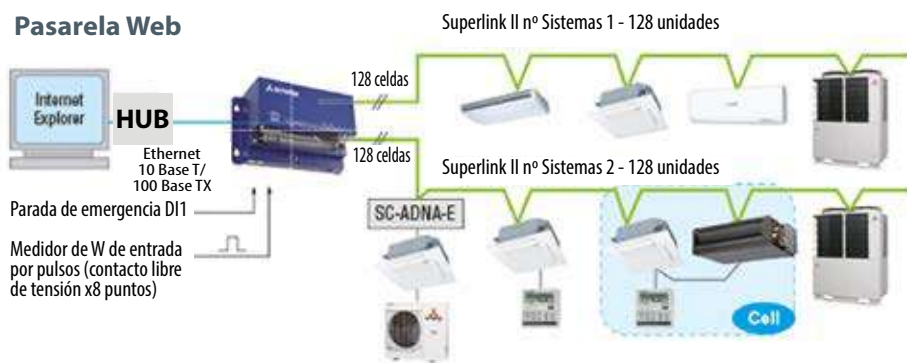 Pasarela Web
Superlink II nº Sistemas 1 - 128 unidades
128 celdas
Internet
Explorer
HUB
Ethernet
10 Base T/
100 Base TX
128 celdas
Superlink II nº Sistemas 2 - 128 unidades
Parada de emergencia DI1
SC-ADNA-E
Medidor de W de entrada
por pulsos (contacto libre
de tensión x8 puntos)
Cell